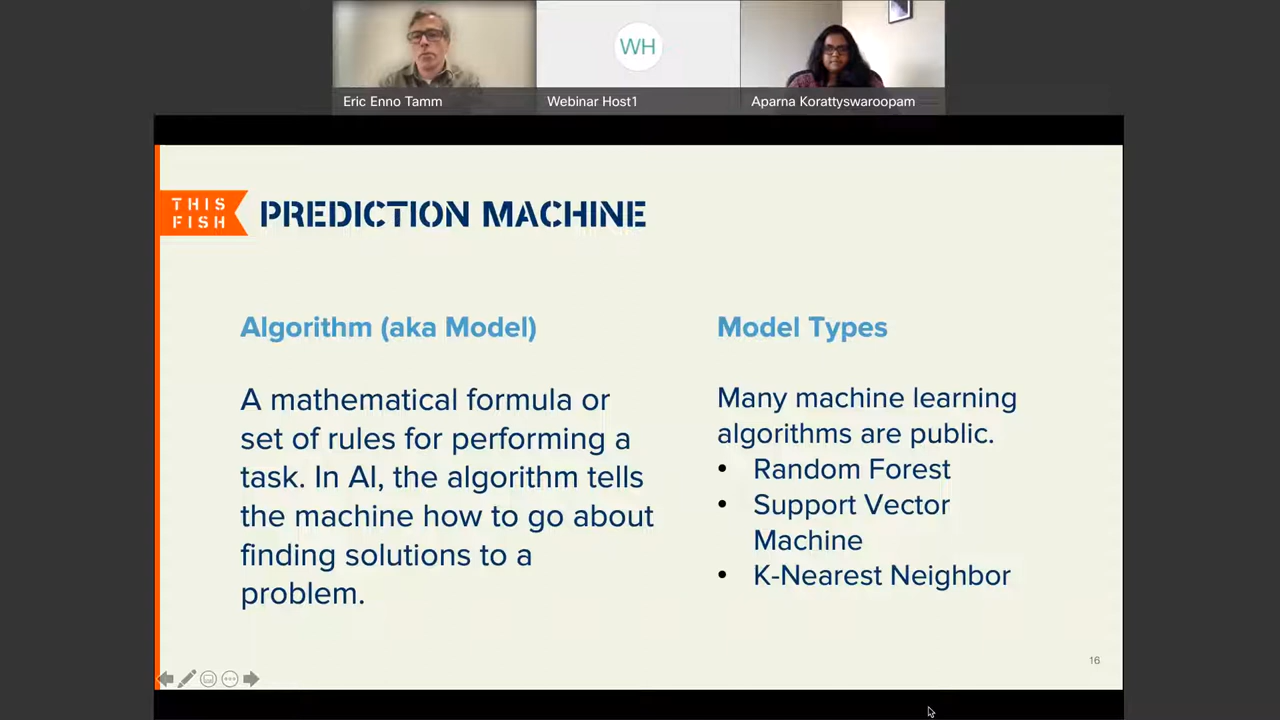 WH
Eric Enno Tamm
Webinar Host1
Aparna Korattyswaroopam
THIS
FISH
PREDICTION MACHINE
Algorithm (aka Model)
A mathematical formula or
set of rules for performing a
task. In AI, the algorithm tells
the machine how to go about
finding solutions to a
problem.
Model Types
Many machine learning
algorithms are public.
• Random Forest
• Support Vector
Machine
• K-Nearest Neighbor
16